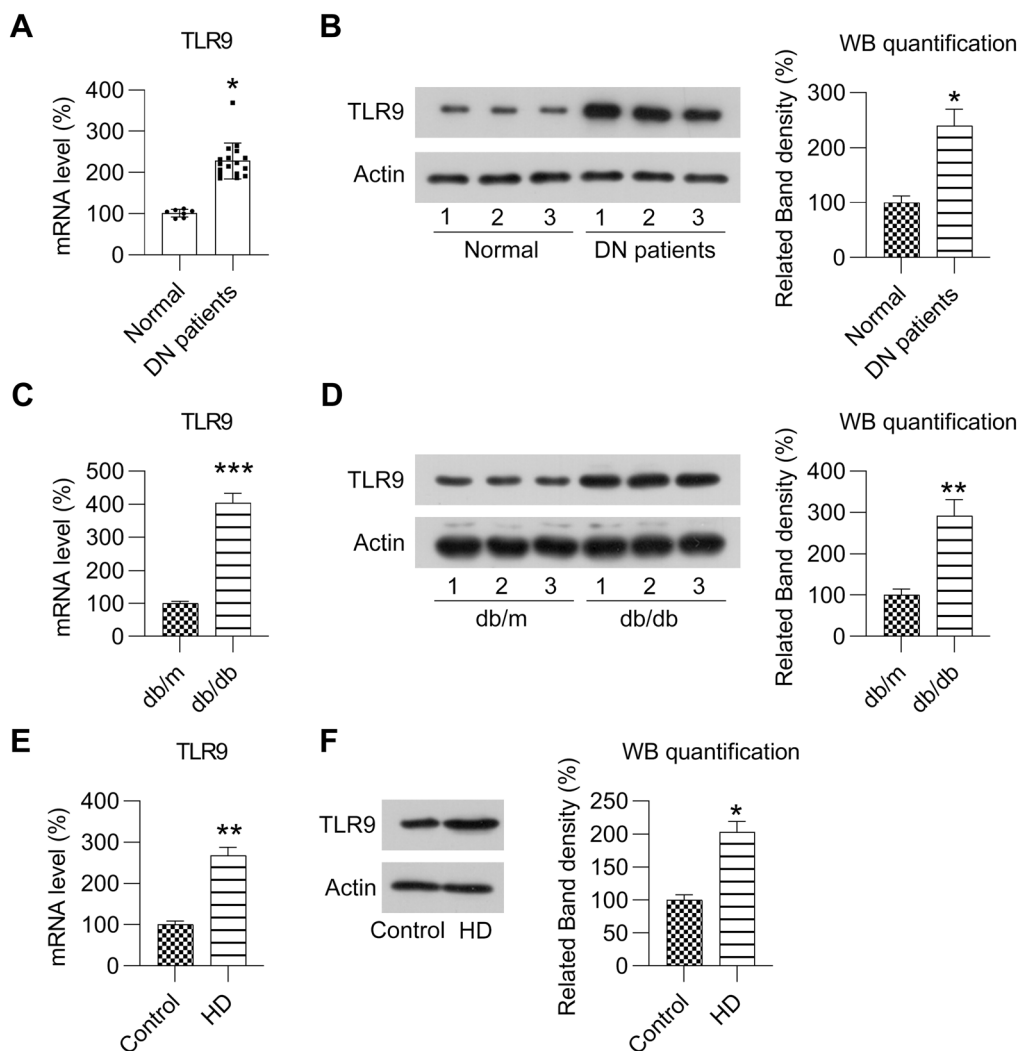 A
TLR9
mRNA level (%)
400
300
200
100
0
*
Normal
DN patients
B
TLR9
Actin
1 2 3 1 2 3
Normal DN patients
WB quantification
Related Band density (%)
300
200
100
0
*
Normal
DN patients
C
TLR9
mRNA level (%)
500
400
300
200
100
0
***
db/m
db/db
D
TLR9
Actin
1 2 3 1 2 3
db/m db/db
WB quantification
Related Band density (%)
400
300
200
100
0
**
db/m
db/db
E
TLR9
mRNA level (%)
400
300
200
100
0
**
Control
HD
F
TLR9
Actin
Control HD
WB quantification
Related Band density (%)
250
200
150
100
50
0
*
Control
HD